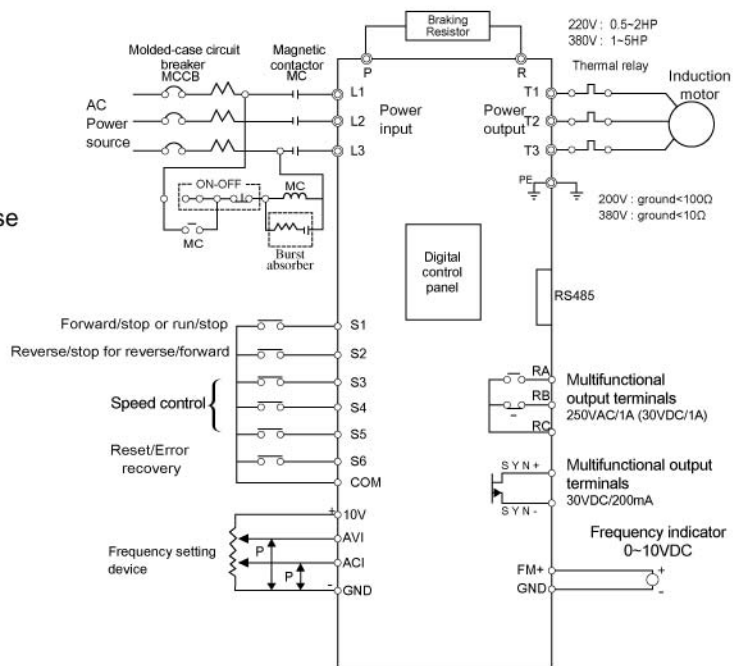 Braking
Resistor
220V : 0.5~2HP
380V : 1~5HP
Molded-case circuit
breaker
MCCB
Magnetic
contactor
MC
P
R
Thermal relay
Induction
motor
AC
Power
source
L1
L2
L3
Power
input
Power
output
T1
T2
T3
PE
200V : ground<100Ω
380V : ground<10Ω
ON-OFF
MC
MC
Burst
absorber
se
Digital
control
panel
RS485
Forward/stop or run/stop
S1
Reverse/stop for reverse/forward
S2
Speed control
S3
S4
S5
Reset/Error
recovery
S6
COM
RA
RB
RC
Multifunctional
output terminals
250VAC/1A (30VDC/1A)
SYN+
SYN-
Multifunctional output
terminals
30VDC/200mA
Frequency setting
device
+
10V
AVI
P
ACI
P
-
GND
Frequency indicator
0~10VDC
FM+
+
GND
-